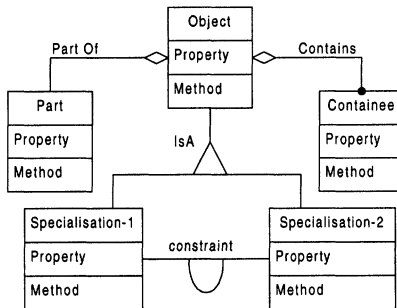 Object
Property
Method
Part Of
Contains
Part
Property
Method
Containee
Property
Method
IsA
Specialisation-1
Property
Method
constraint
Specialisation-2
Property
Method